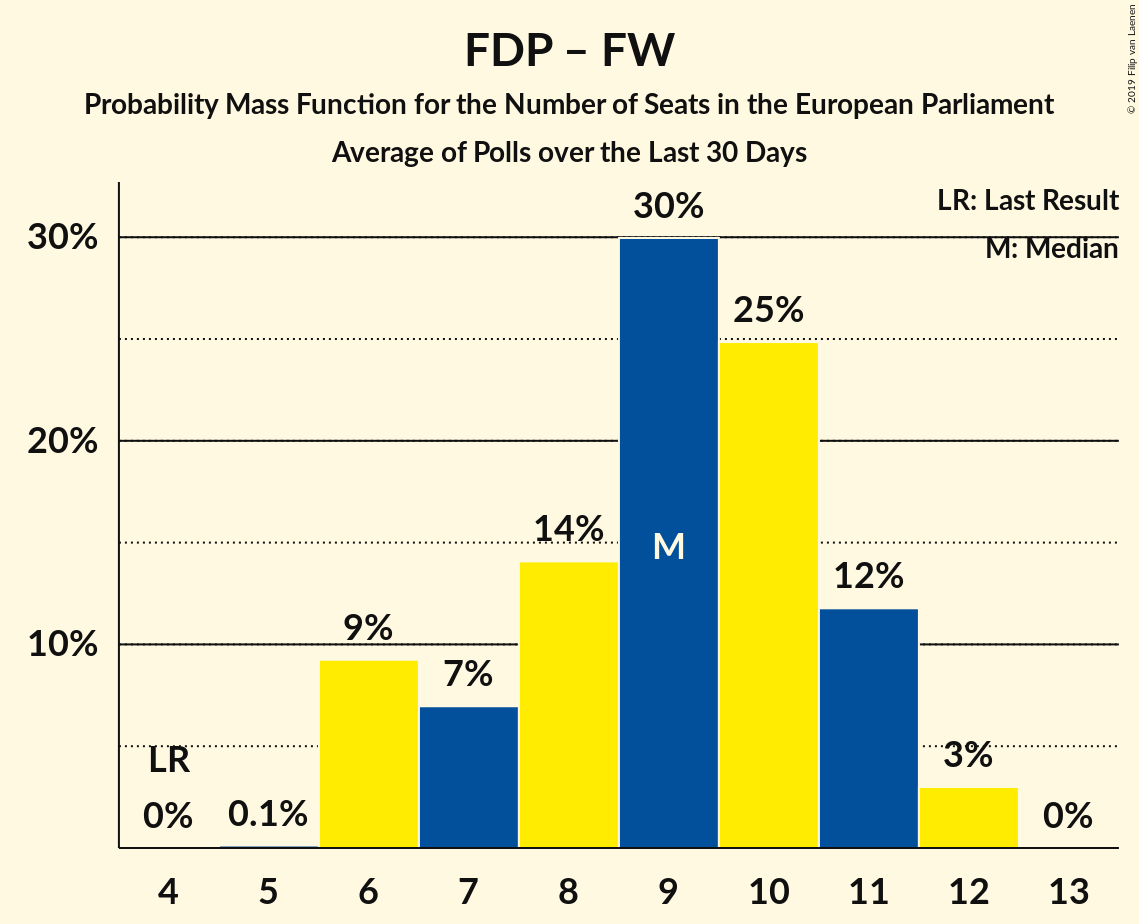 FDP – FW
Probability Mass Function for the Number of Seats in the European Parliament
Average of Polls over the Last 30 Days
© 2019 Filip van Laenen
LR: Last Result
M: Median
30%
20%
10%
LR
0%
0.1%
9%
7%
14%
30%
M
25%
12%
3%
0%
4 5 6 7 8 9 10 11 12 13